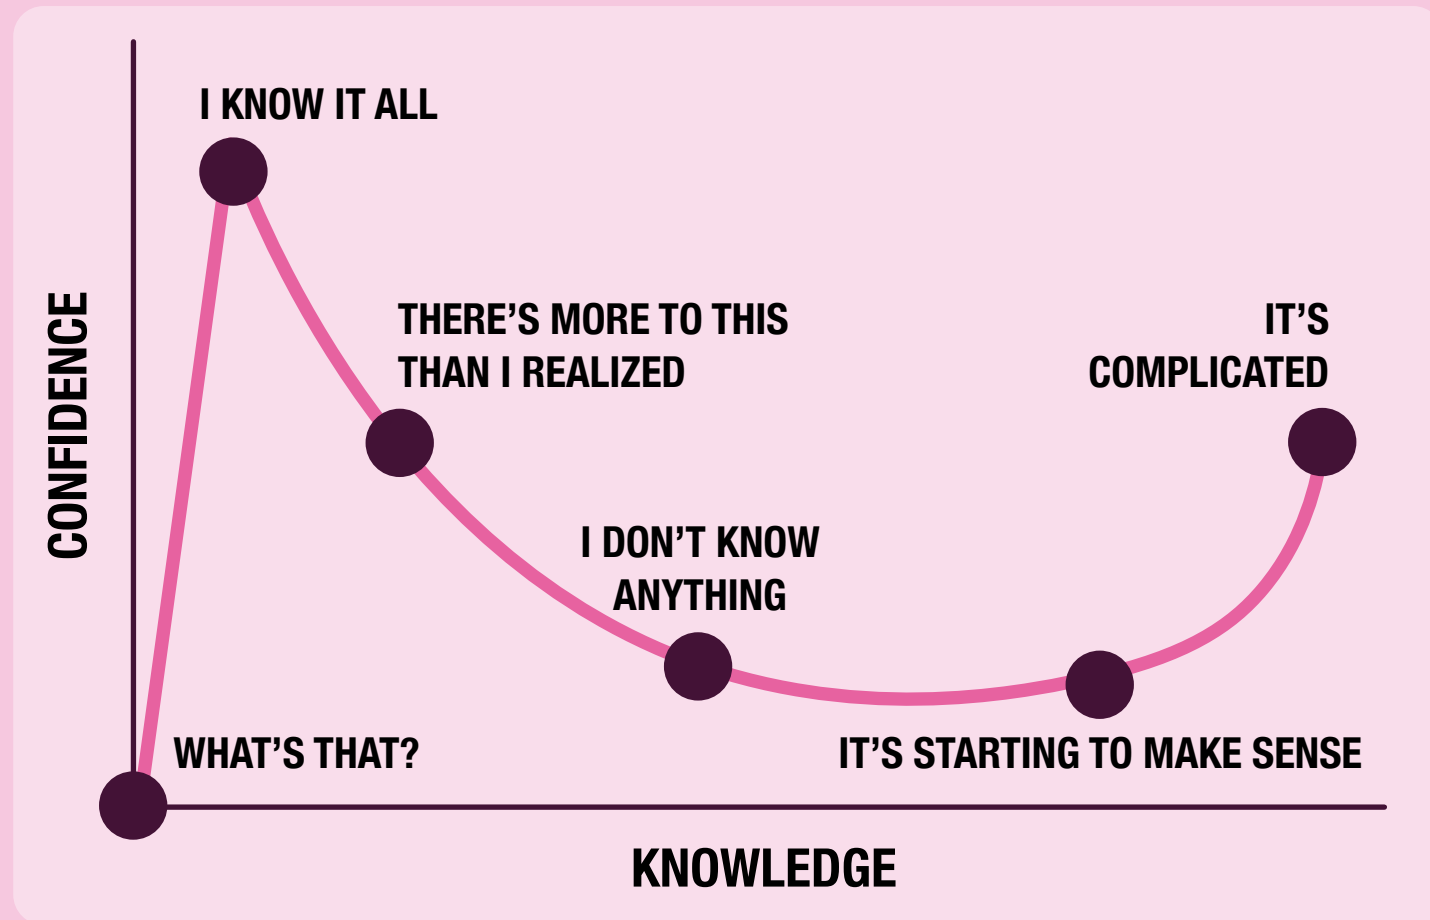 I KNOW IT ALL
THERE’S MORE TO THIS
THAN I REALIZED
IT’S
COMPLICATED
CONFIDENCE
I DON’T KNOW
ANYTHING
WHAT’S THAT?
IT’S STARTING TO MAKE SENSE
KNOWLEDGE